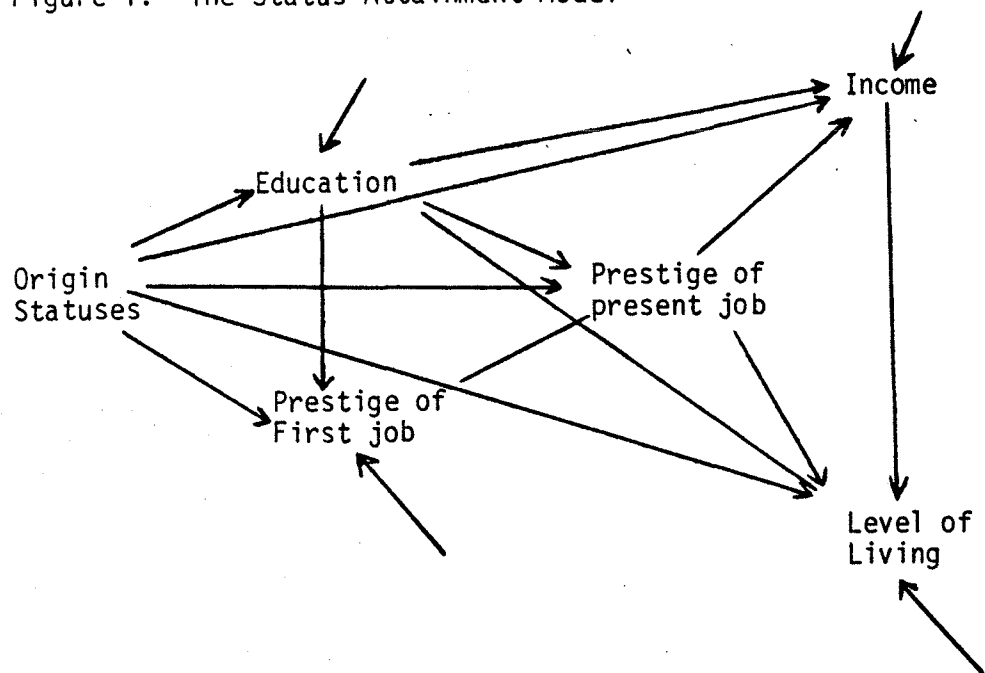 Figure 1. The Status Attainment Model
Income
Education
Origin
Statuses
Prestige of
present job
Prestige of
First job
Level of
Living